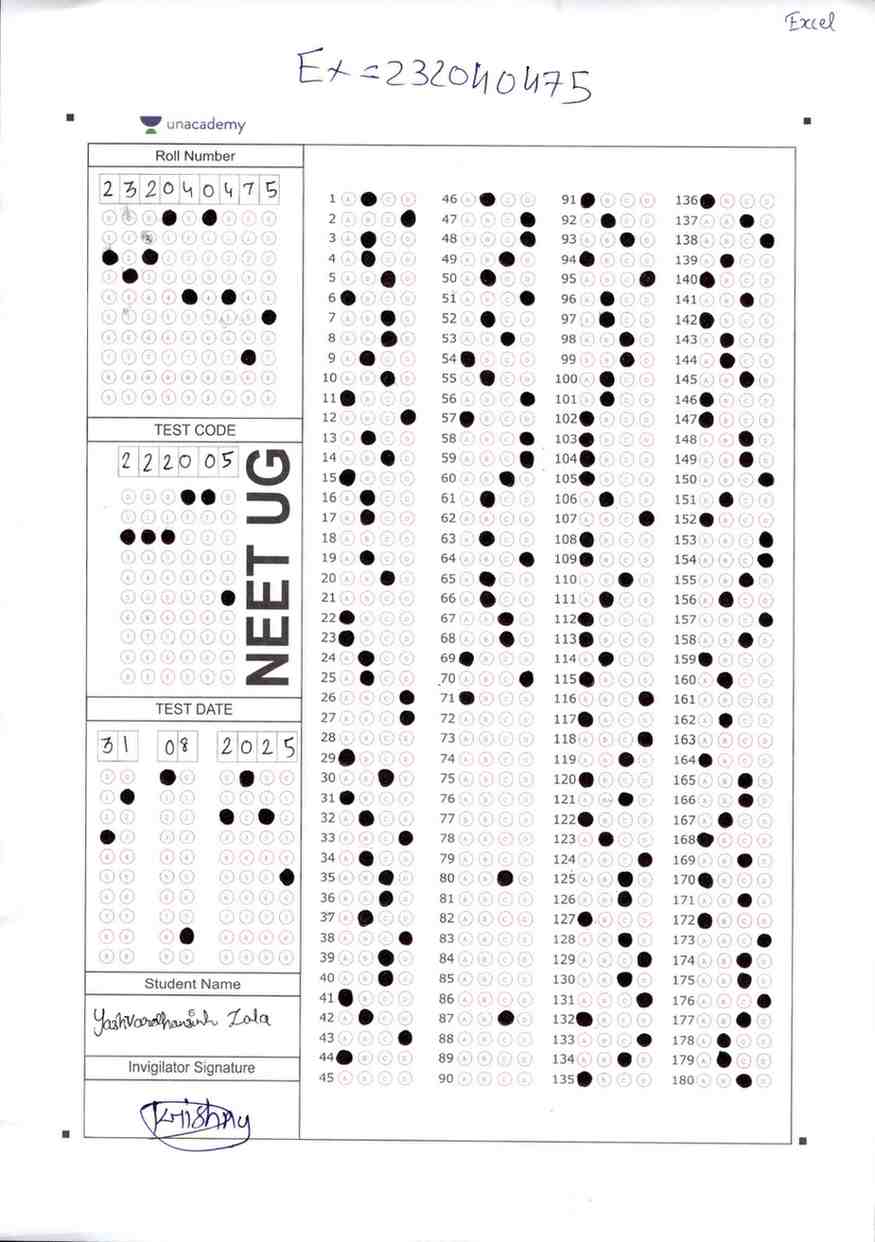 Excel
Ex = 232040475
unacademy
Roll Number
2 3 2 0 4 0 4 7 5
TEST CODE
2 2 2 0 0 5
NEET UG
TEST DATE
3 1 0 8 2 0 2 5
Student Name
Yashvardhansinh Zala
Invigilator Signature
Krishny
1 46 91 136
2 47 92 137
3 48 93 138
4 49 94 139
5 50 95 140
6 51 96 141
7 52 97 142
8 53 98 143
9 54 99 144
10 55 100 145
11 56 101 146
12 57 102 147
13 58 103 148
14 59 104 149
15 60 105 150
16 61 106 151
17 62 107 152
18 63 108 153
19 64 109 154
20 65 110 155
21 66 111 156
22 67 112 157
23 68 113 158
24 69 114 159
25 70 115 160
26 71 116 161
27 72 117 162
28 73 118 163
29 74 119 164
30 75 120 165
31 76 121 166
32 77 122 167
33 78 123 168
34 79 124 169
35 80 125 170
36 81 126 171
37 82 127 172
38 83 128 173
39 84 129 174
40 85 130 175
41 86 131 176
42 87 132 177
43 88 133 178
44 89 134 179
45 90 135 180